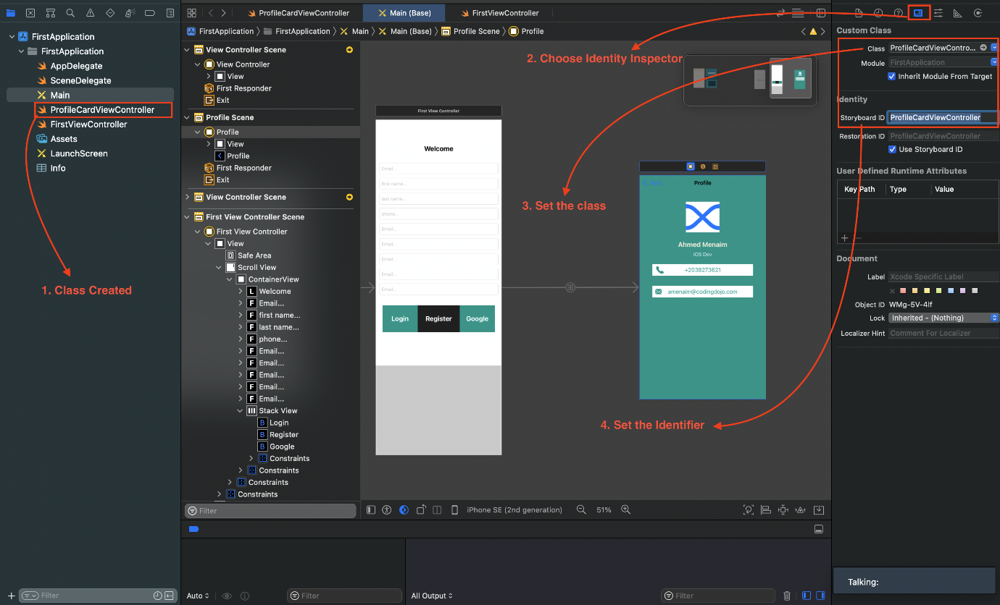 ProfileCardViewController
Main (Base)
FirstViewController
FirstApplication
FirstApplication
AppDelegate
SceneDelegate
Main
ProfileCardViewController
FirstViewController
Assets
LaunchScreen
Info
1. Class Created
Filter
FirstApplication
FirstApplication
Main
Main (Base)
Profile Scene
Profile
View Controller Scene
View Controller
View
First Responder
Exit
Profile Scene
Profile
View
Profile
First Responder
Exit
View Controller Scene
First View Controller Scene
First View Controller
View
Safe Area
Scroll View
ContainerView
L Welcome
F Email...
F first name...
F last name...
F phone...
F Email...
F Email...
F Email...
F Email...
F Email...
Stack View
B Login
B Register
B Google
Constraints
Constraints
Constraints
Constraints
Filter
2. Choose Identity Inspector
3. Set the class
4. Set the Identifier
First View Controller
Welcome
Email...
first name...
last name...
phone...
Email...
Email...
Email...
Email...
Email...
Login
Register
Google
Profile
Ahmed Menaim
iOS Dev
+2038273621
amenaim@codingdojo.com
iPhone SE (2nd generation)
51%
Auto
Filter
All Output
Filter
Custom Class
Class ProfileCardViewContro...
Module FirstApplication
Inherit Module From Target
Identity
Storyboard ID ProfileCardViewController
Restoration ID ProfileCardViewController
Use Storyboard ID
User Defined Runtime Attributes
Key Path Type Value
Document
Label Xcode Specific Label
Object ID WMg-5V-4lf
Lock Inherited - (Nothing)
Localizer Hint Comment For Localizer
Talking: